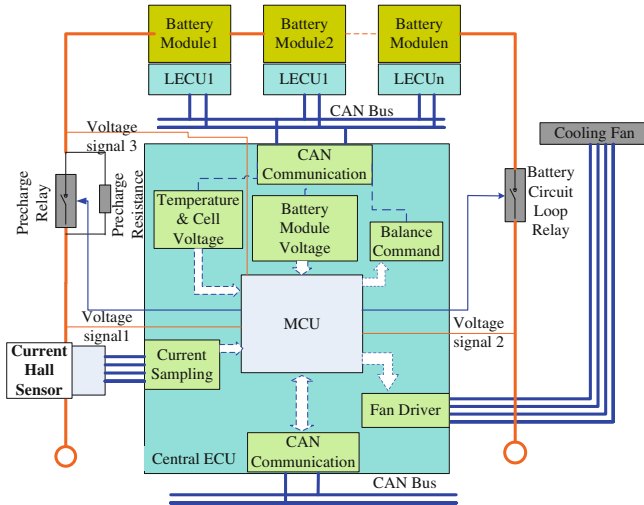 Battery
Module1
Battery
Module2
Battery
Modulen
LECU1
LECU1
LECUn
CAN Bus
Voltage
signal 3
Cooling Fan
CAN
Communication
Precharge
Relay
Precharge
Resistance
Temperature
& Cell
Voltage
Battery
Module
Voltage
Balance
Command
Battery
Circuit
Loop
Relay
MCU
Voltage
signal1
Voltage
signal 2
Current
Hall
Sensor
Current
Sampling
Fan Driver
Central ECU
CAN
Communication
CAN Bus